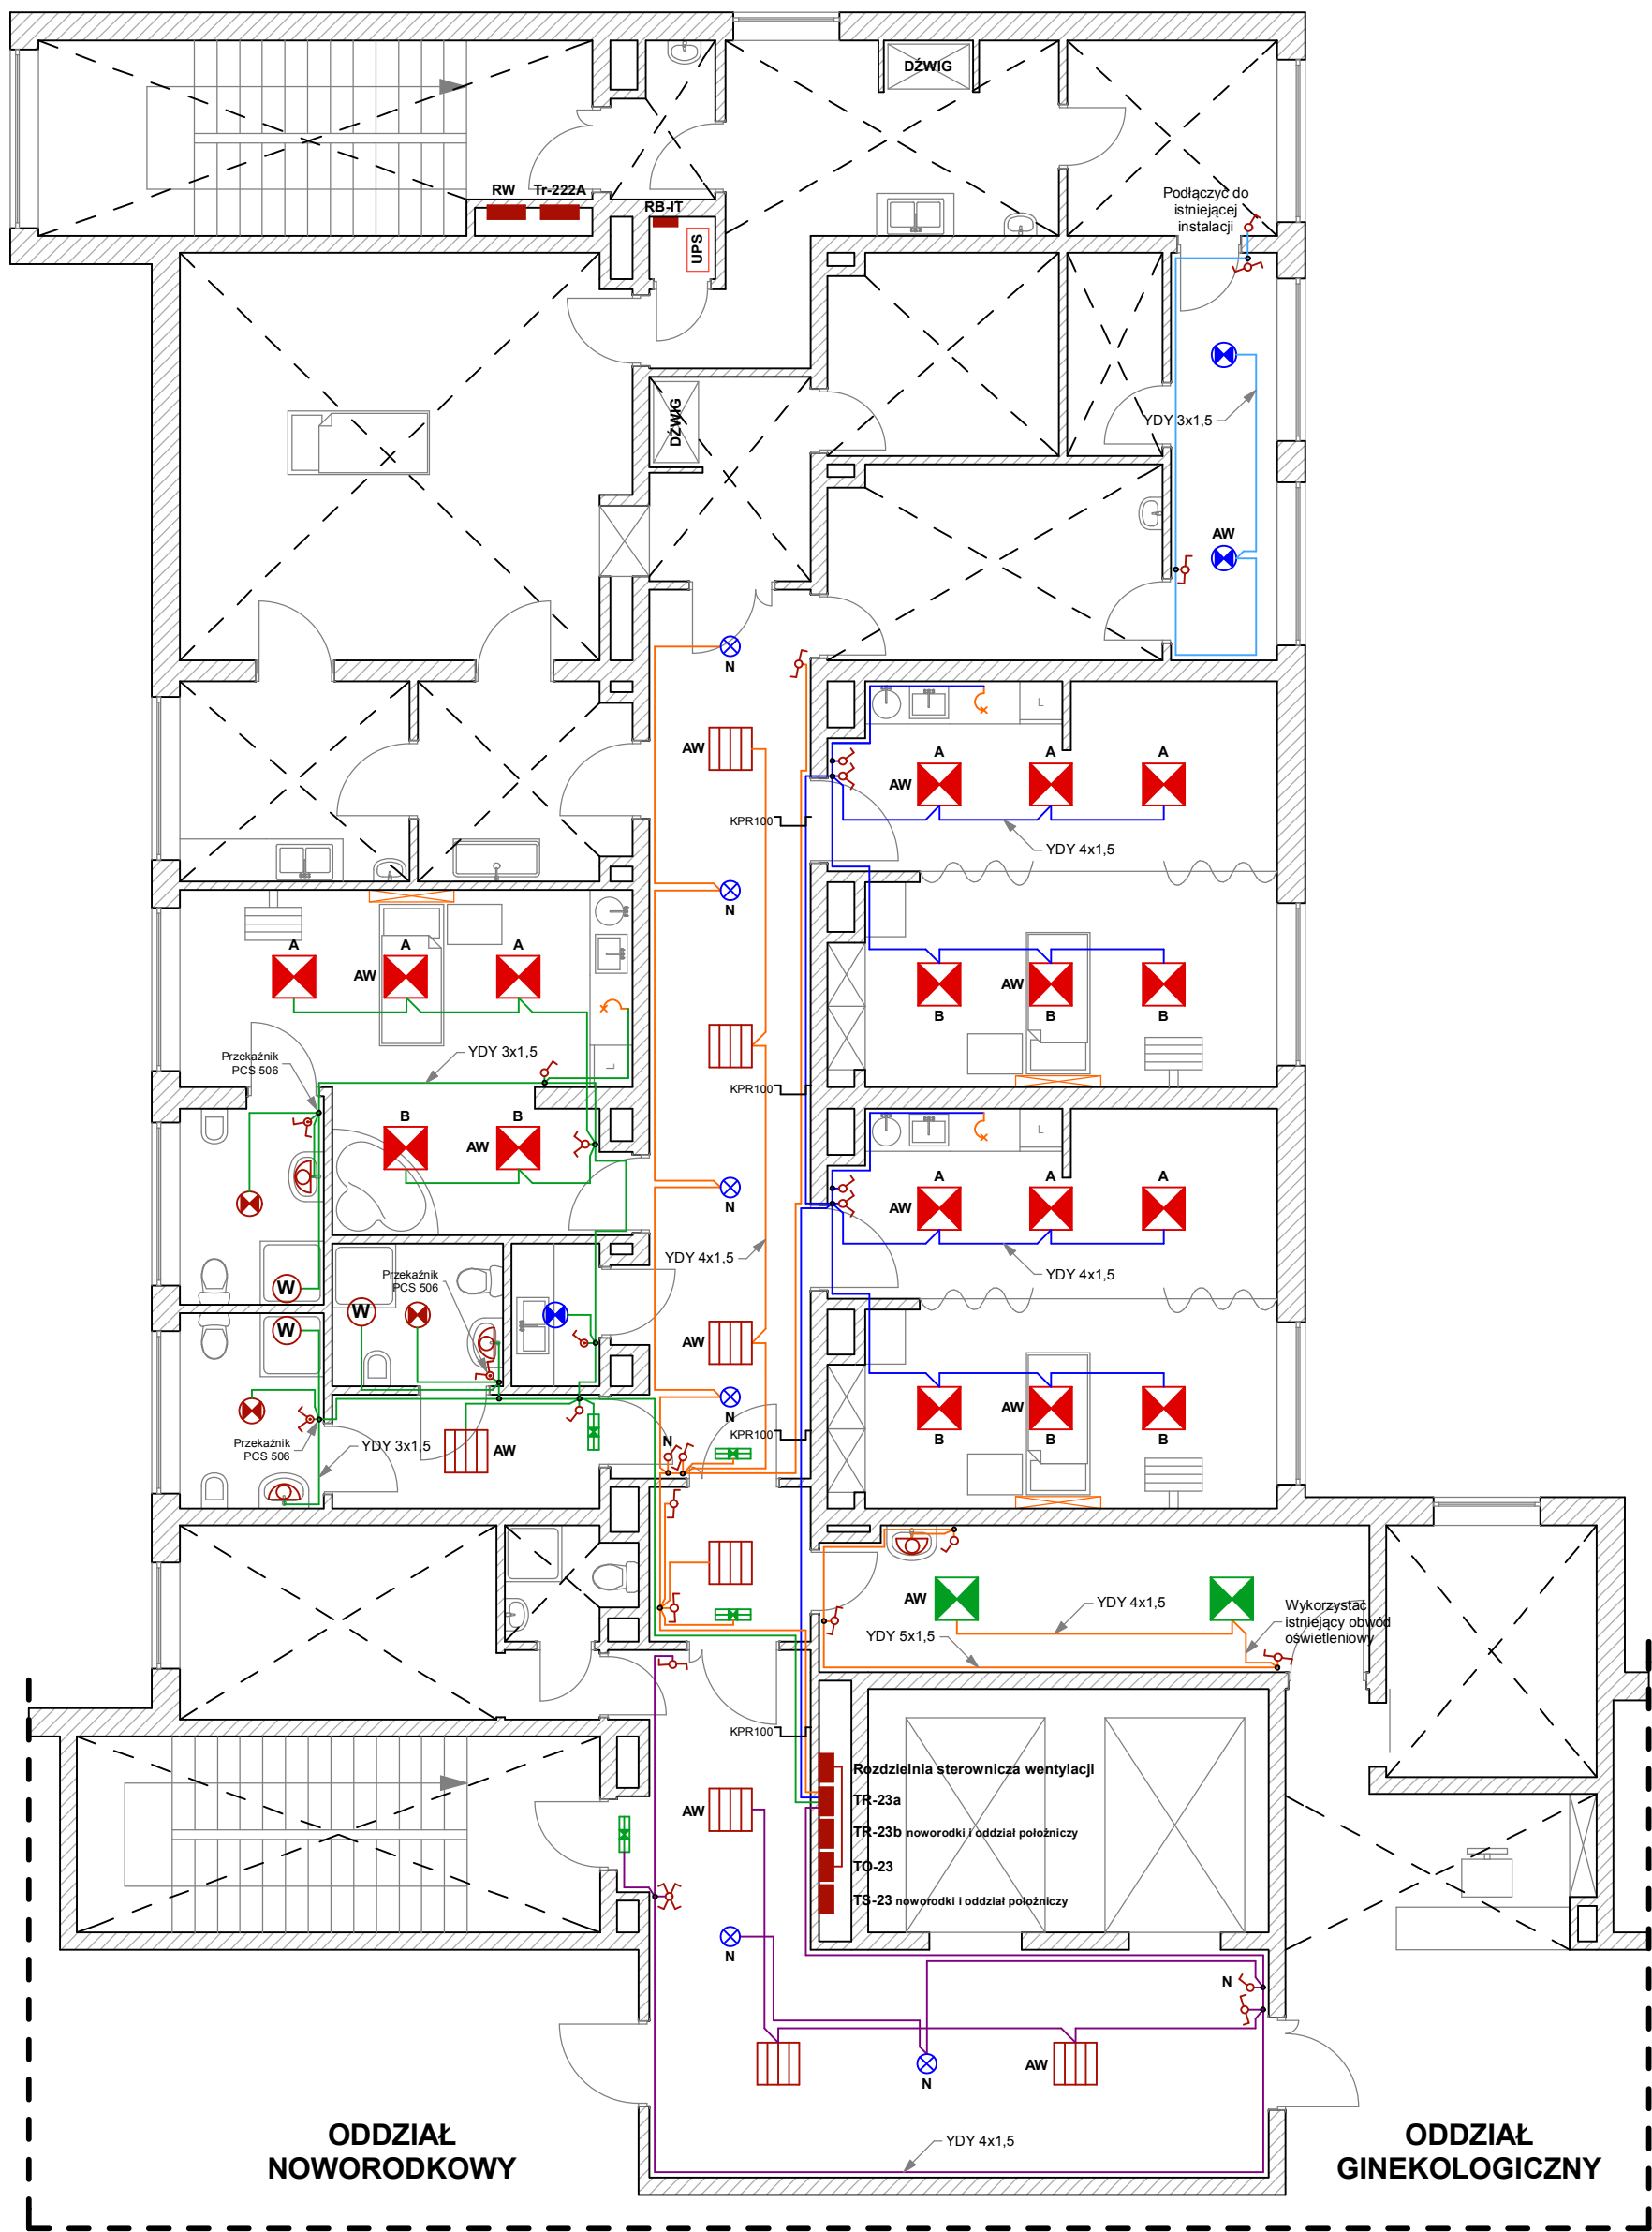 DŹWIG
RW
Tr-222A
RB-IT
UPS
Podłączyć do
istniejącej
instalacji
DŹWIG
YDY 3x1,5
AW
N
AW
L
A
A
A
AW
KPR100
YDY 4x1,5
N
A
A
A
AW
AW
B
B
B
L
Przekaźnik
PCS 506
YDY 3x1,5
KPR100
B
B
AW
L
A
A
A
AW
N
YDY 4x1,5
YDY 4x1,5
W
Przekaźnik
PCS 506
W
W
AW
N
AW
B
B
B
KPR100
N
Przekaźnik
PCS 506
YDY 3x1,5
AW
AW
YDY 4x1,5
YDY 5x1,5
Wykorzystać
istniejący obwód
oświetleniowy
KPR100
Rozdzielnia sterownicza wentylacji
AW
TR-23a
TR-23b noworodki i oddział położniczy
TO-23
TS-23 noworodki i oddział położniczy
N
N
AW
N
YDY 4x1,5
ODDZIAŁ
NOWORODKOWY
ODDZIAŁ
GINEKOLOGICZNY